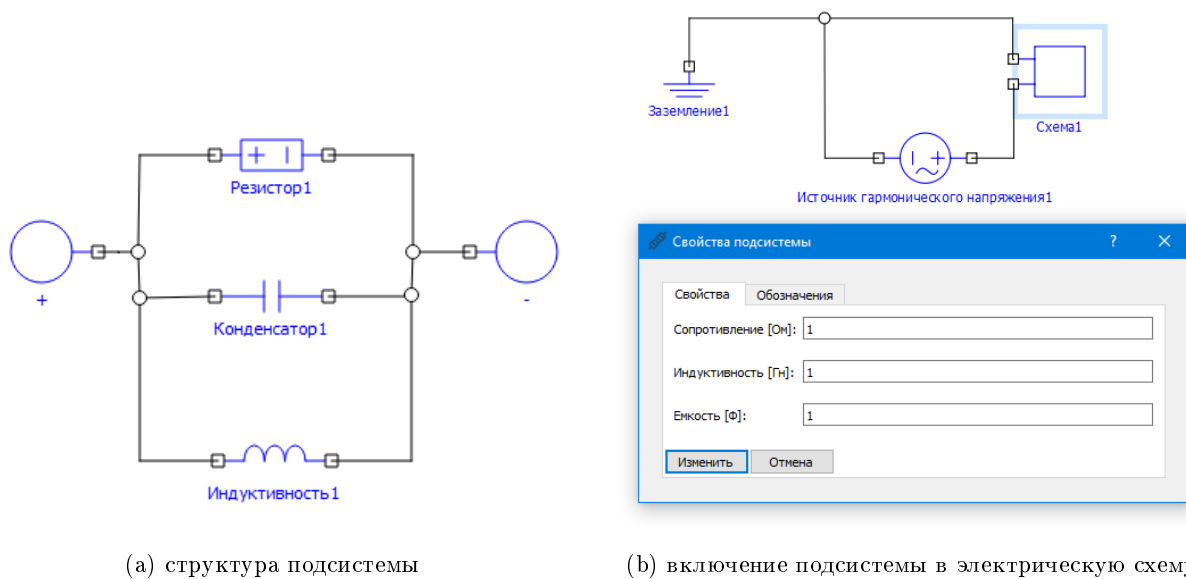 Резистор1
+
-
Конденсатор1
Индуктивность1
(a) структура подсистемы
Заземление1
Схема1
Источник гармонического напряжения1
Свойства подсистемы
Свойства
Обозначения
Сопротивление [Ом]: 1
Индуктивность [Гн]: 1
Емкость [Ф]: 1
Изменить
Отмена
(b) включение подсистемы в электрическую схему